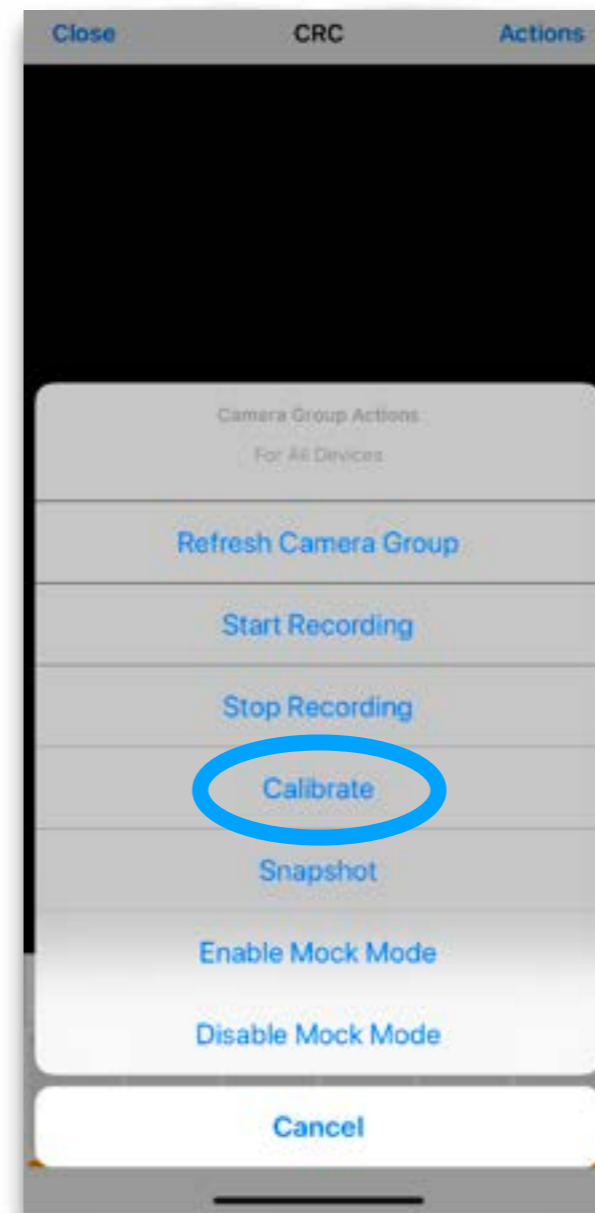 Close CRC Actions
Camera Group Actions
For All Devices
Refresh Camera Group
Start Recording
Stop Recording
Calibrate
Snapshot
Enable Mock Mode
Disable Mock Mode
Cancel